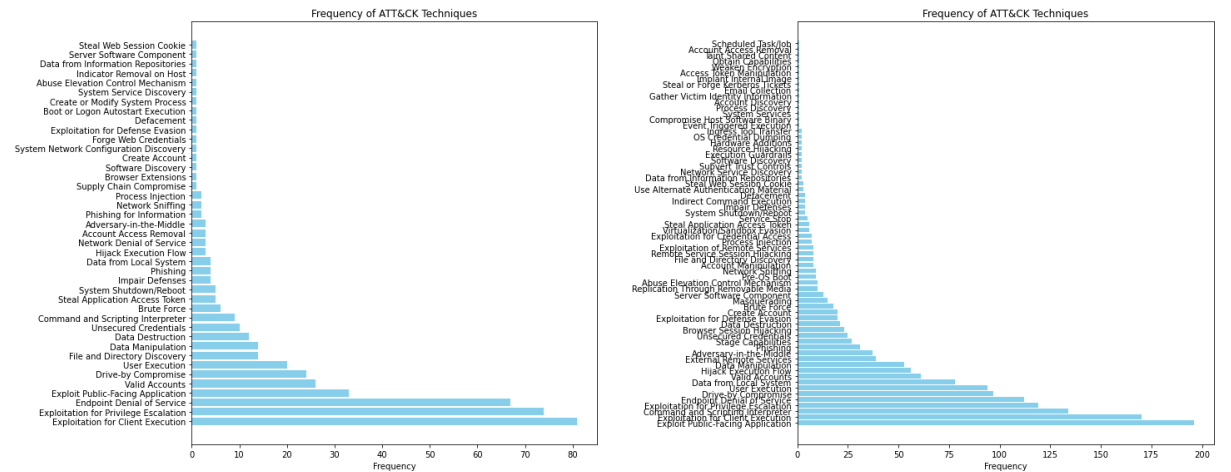 Frequency of ATT&CK Techniques
Steal Web Session Cookie
Server Software Component
Data from Information Repositories
Indicator Removal on Host
Abuse Elevation Control Mechanism
System Service Discovery
Create or Modify System Process
Boot or Logon Autostart Execution
Defacement
Exploitation for Defense Evasion
Forge Web Credentials
System Network Configuration Discovery
Create Account
Software Discovery
Browser Extensions
Supply Chain Compromise
Process Injection
Network Sniffing
Phishing for Information
Adversary-in-the-Middle
Account Access Removal
Network Denial of Service
Hijack Execution Flow
Data from Local System
Phishing
Impair Defenses
System Shutdown/Reboot
Steal Application Access Token
Brute Force
Command and Scripting Interpreter
Unsecured Credentials
Data Destruction
Data Manipulation
File and Directory Discovery
User Execution
Drive-by Compromise
Valid Accounts
Exploit Public-Facing Application
Endpoint Denial of Service
Exploitation for Privilege Escalation
Exploitation for Client Execution
0 10 20 30 40 50 60 70 80
Frequency
Frequency of ATT&CK Techniques
Scheduled Task/Job
Account Access Removal
Taint Shared Content
Obtain Capabilities
Weaken Encryption
Access Token Manipulation
Implant Internal Image
Steal or Forge Kerberos Tickets
Email Collection
Gather Victim Identity Information
Account Discovery
Process Discovery
System Services
Compromise Host Software Binary
Event Triggered Execution
Ingress Tool Transfer
OS Credential Dumping
Hardware Additions
Resource Hijacking
Execution Guardrails
Software Discovery
Subvert Trust Controls
Network Service Discovery
Data from Information Repositories
Steal Web Session Cookie
Use Alternate Authentication Material
Defacement
Indirect Command Execution
Impair Defenses
System Shutdown/Reboot
Service Stop
Steal Application Access Token
Virtualization/Sandbox Evasion
Exploitation for Credential Access
Process Injection
Exploitation of Remote Services
Remote Service Session Hijacking
File and Directory Discovery
Account Manipulation
Network Sniffing
Pre-OS Boot
Abuse Elevation Control Mechanism
Replication Through Removable Media
Server Software Component
Masquerading
Brute Force
Create Account
Exploitation for Defense Evasion
Data Destruction
Browser Session Hijacking
Unsecured Credentials
Stage Capabilities
Phishing
Adversary-in-the-Middle
External Remote Services
Data Manipulation
Hijack Execution Flow
Valid Accounts
Data from Local System
User Execution
Drive-by Compromise
Endpoint Denial of Service
Exploitation for Privilege Escalation
Command and Scripting Interpreter
Exploitation for Client Execution
Exploit Public-Facing Application
0 25 50 75 100 125 150 175 200
Frequency